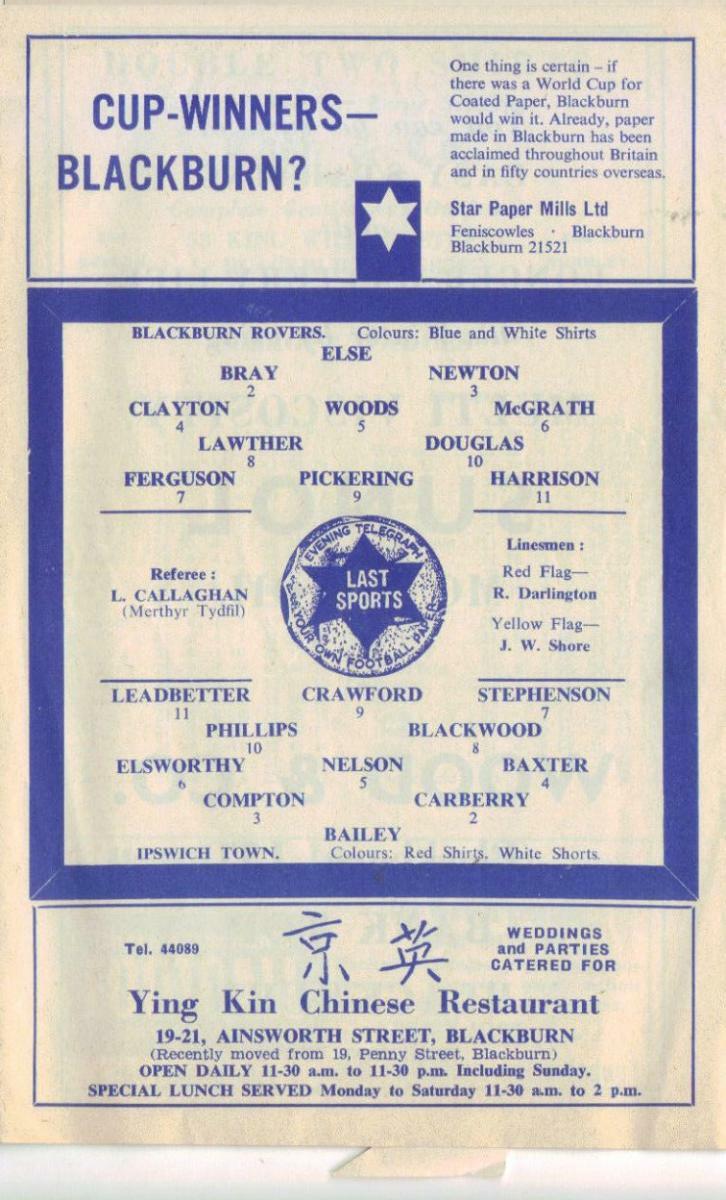 CUP-WINNERS—
BLACKBURN?
One thing is certain – if
there was a World Cup for
Coated Paper, Blackburn
would win it. Already, paper
made in Blackburn has been
acclaimed throughout Britain
and in fifty countries overseas.
Star Paper Mills Ltd
Feniscowles · Blackburn
Blackburn 21521
BLACKBURN ROVERS. Colours: Blue and White Shirts
ELSE
BRAY NEWTON
2 3
CLAYTON WOODS McGRATH
4 5 6
LAWTHER DOUGLAS
8 10
FERGUSON PICKERING HARRISON
7 9 11
Referee :
L. CALLAGHAN
(Merthyr Tydfil)
EVENING TELEGRAPH
LAST
SPORTS
YOUR OWN FOOTBALL PAPER
Linesmen :
Red Flag—
R. Darlington
Yellow Flag—
J. W. Shore
LEADBETTER CRAWFORD STEPHENSON
11 9 7
PHILLIPS BLACKWOOD
10 8
ELSWORTHY NELSON BAXTER
6 5 4
COMPTON CARBERRY
3 2
BAILEY
IPSWICH TOWN. Colours: Red Shirts. White Shorts.
Tel. 44089
京英
WEDDINGS
and PARTIES
CATERED FOR
Ying Kin Chinese Restaurant
19-21, AINSWORTH STREET, BLACKBURN
(Recently moved from 19, Penny Street, Blackburn)
OPEN DAILY 11-30 a.m. to 11-30 p.m. Including Sunday.
SPECIAL LUNCH SERVED Monday to Saturday 11-30 a.m. to 2 p.m.